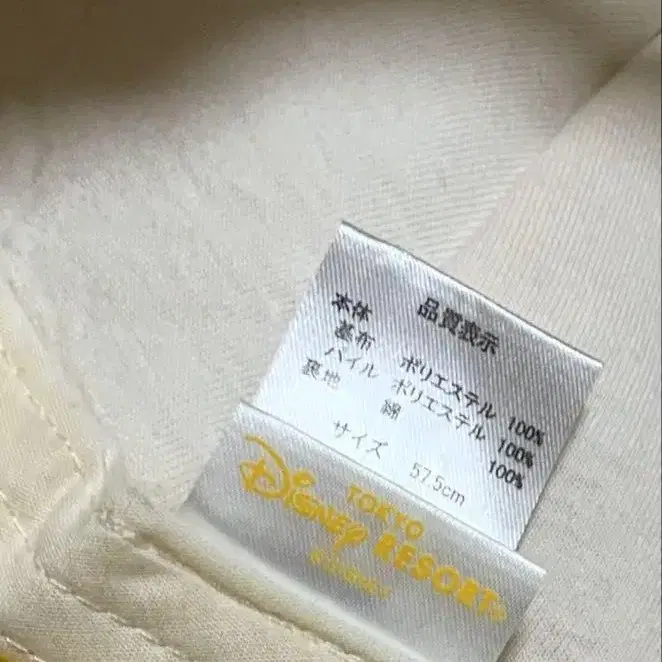 品質表示
本体
基布 ポリエステル 100%
パイル ポリエステル 100%
裏地 綿 100%
サイズ 57.5cm
TOKYO
Disney RESORT
©DISNEY